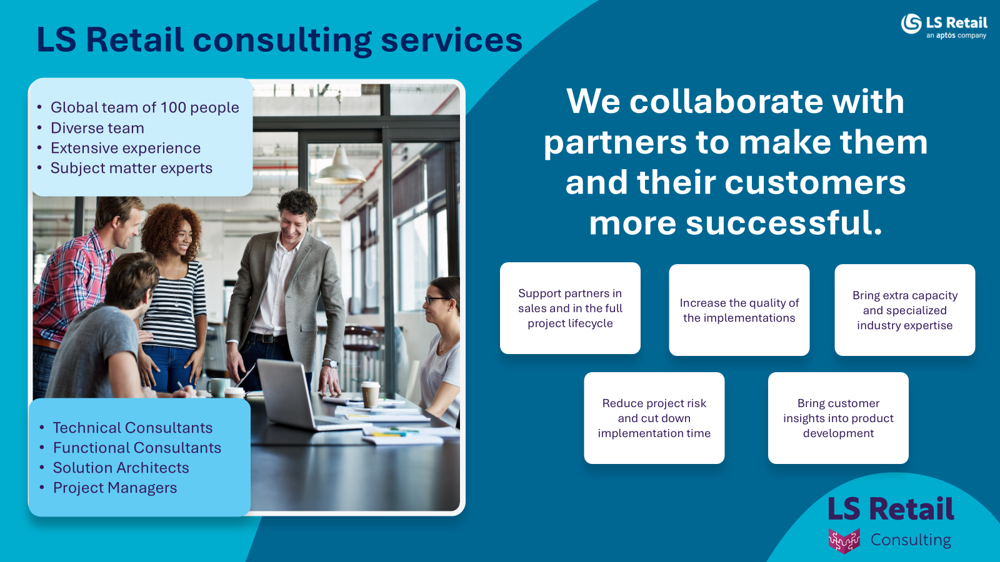 LS Retail consulting services
LS Retail
an aptos company
• Global team of 100 people
• Diverse team
• Extensive experience
• Subject matter experts
• Technical Consultants
• Functional Consultants
• Solution Architects
• Project Managers
We collaborate with
partners to make them
and their customers
more successful.
Support partners in
sales and in the full
project lifecycle
Increase the quality of
the implementations
Bring extra capacity
and specialized
industry expertise
Reduce project risk
and cut down
implementation time
Bring customer
insights into product
development
LS Retail
Consulting